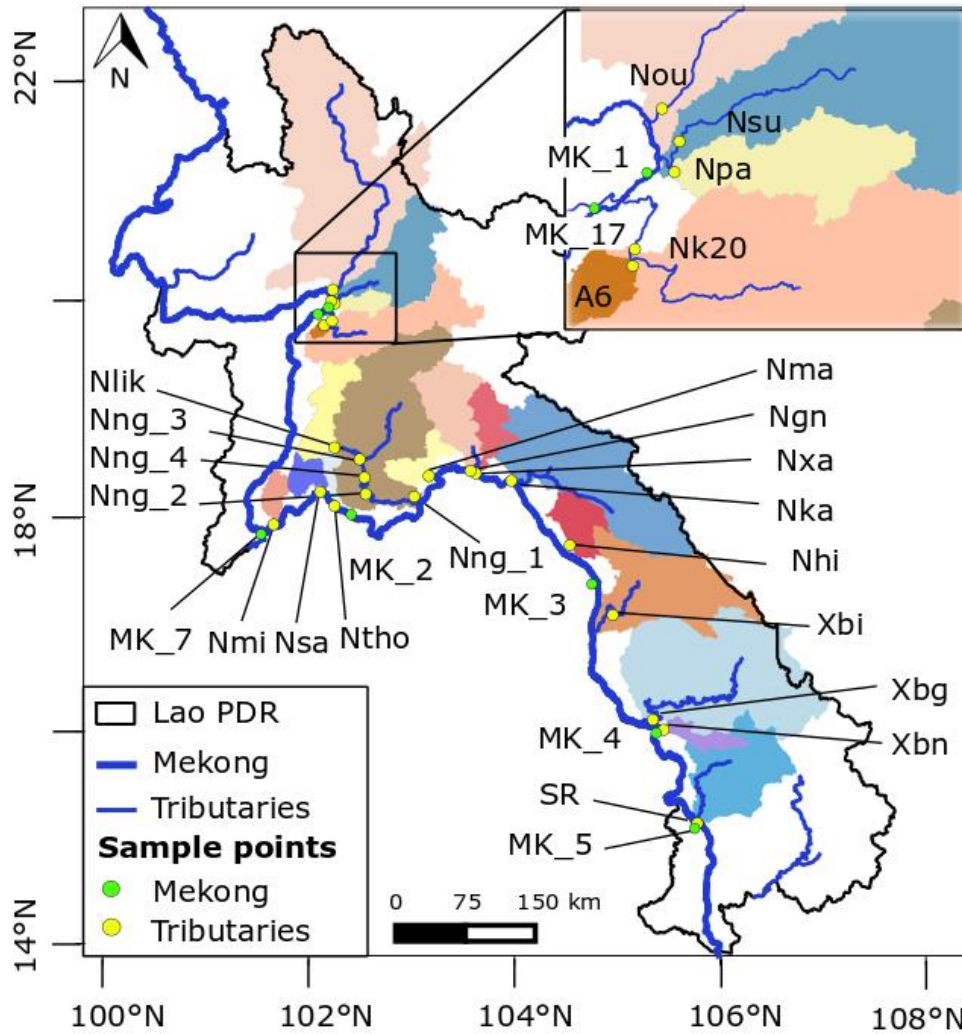 22°N
18°N
14°N
N
Nou
Nsu
MK_1
Npa
MK_17
Nk20
A6
Nlik
Nng_3
Nng_4
Nng_2
Nma
Ngn
Nxa
Nka
Nng_1
Nhi
MK_2
MK_3
MK_7
Nmi
Nsa
Ntho
Xbi
Xbg
MK_4
Xbn
SR
MK_5
Lao PDR
Mekong
Tributaries
Sample points
Mekong
Tributaries
0 75 150 km
100°N 102°N 104°N 106°N 108°N